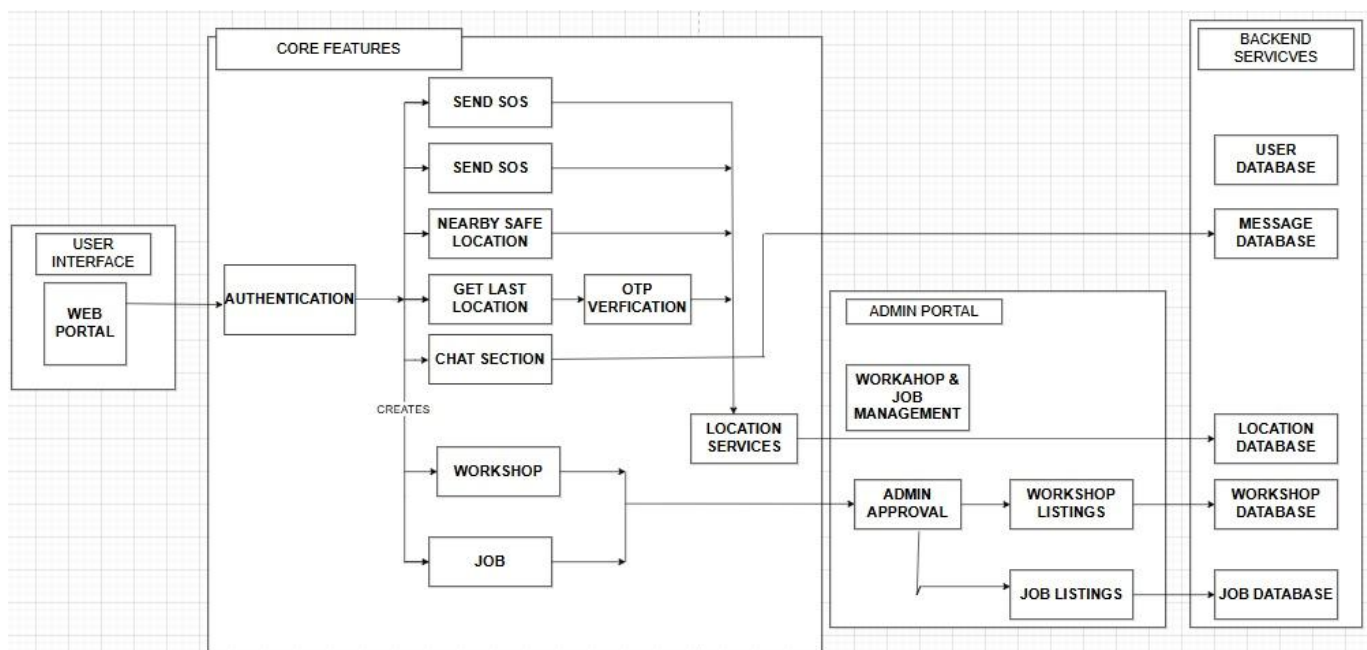 CORE FEATURES
BACKEND
SERVICVES
SEND SOS
SEND SOS
USER
DATABASE
NEARBY SAFE
LOCATION
MESSAGE
DATABASE
USER
INTERFACE
WEB
PORTAL
AUTHENTICATION
GET LAST
LOCATION
OTP
VERFICATION
ADMIN PORTAL
CHAT SECTION
WORKAHOP &
JOB
MANAGEMENT
CREATES
LOCATION
SERVICES
LOCATION
DATABASE
WORKSHOP
ADMIN
APPROVAL
WORKSHOP
LISTINGS
WORKSHOP
DATABASE
JOB
JOB LISTINGS
JOB DATABASE